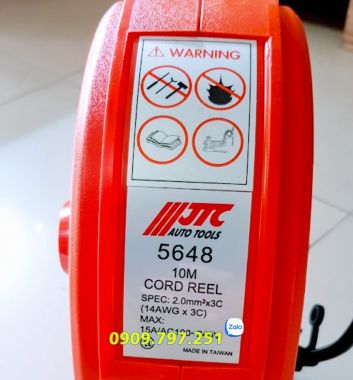 ⚠ WARNING
JTC
AUTO TOOLS
5648
10M
CORD REEL
SPEC: 2.0mm²x3C
(14AWG x 3C)
MAX:
15A/AC100-
0909.797.251
Zalo
MADE IN TAIWAN